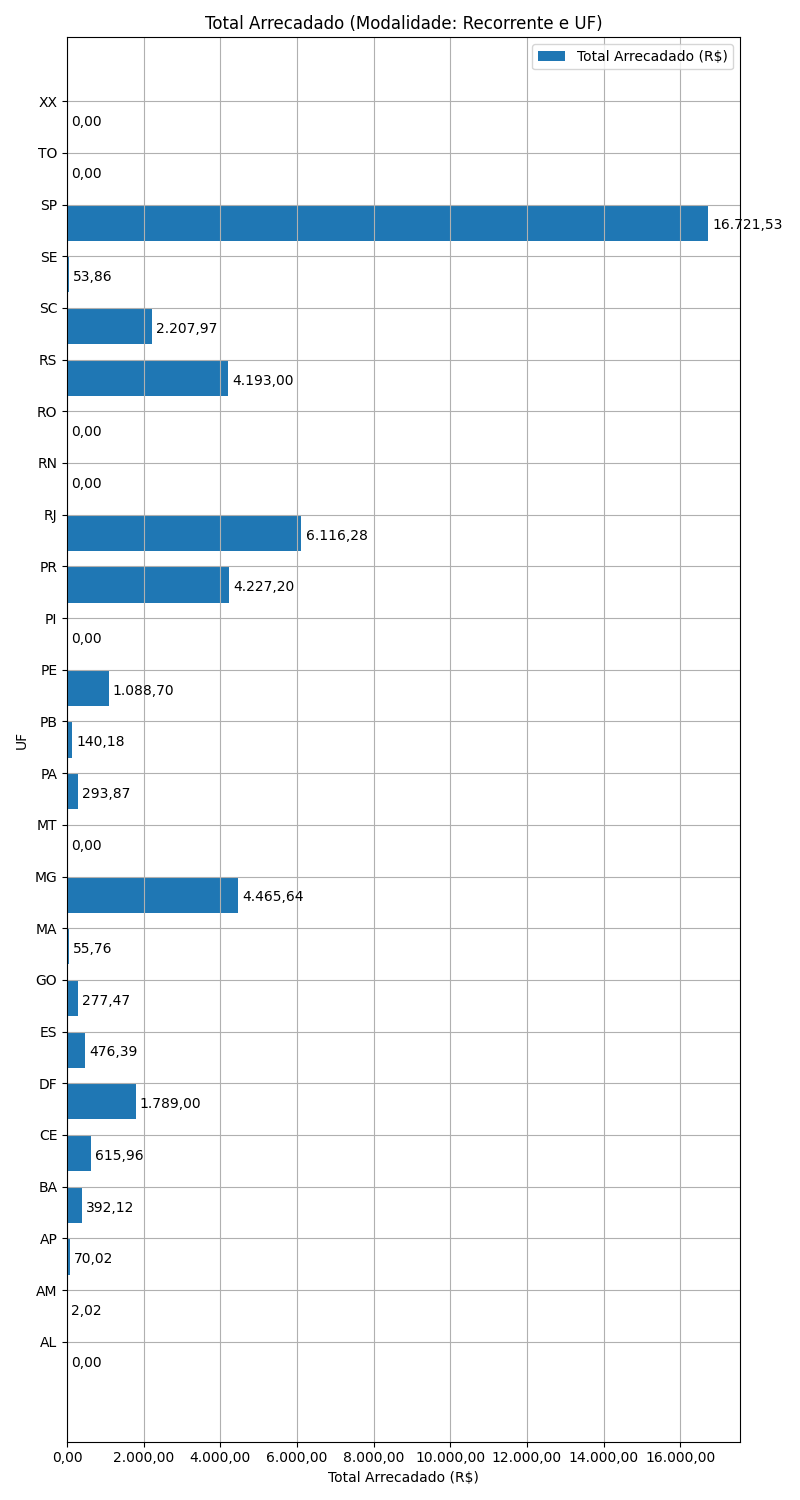 Total Arrecadado (Modalidade: Recorrente e UF)
Total Arrecadado (R$)
XX
0,00
TO
0,00
SP
16.721,53
SE
53,86
SC
2.207,97
RS
4.193,00
RO
0,00
RN
0,00
RJ
6.116,28
PR
4.227,20
PI
0,00
PE
1.088,70
PB
140,18
UF
PA
293,87
MT
0,00
MG
4.465,64
MA
55,76
GO
277,47
ES
476,39
DF
1.789,00
CE
615,96
BA
392,12
AP
70,02
AM
2,02
AL
0,00
0,00 2.000,00 4.000,00 6.000,00 8.000,00 10.000,00 12.000,00 14.000,00 16.000,00
Total Arrecadado (R$)